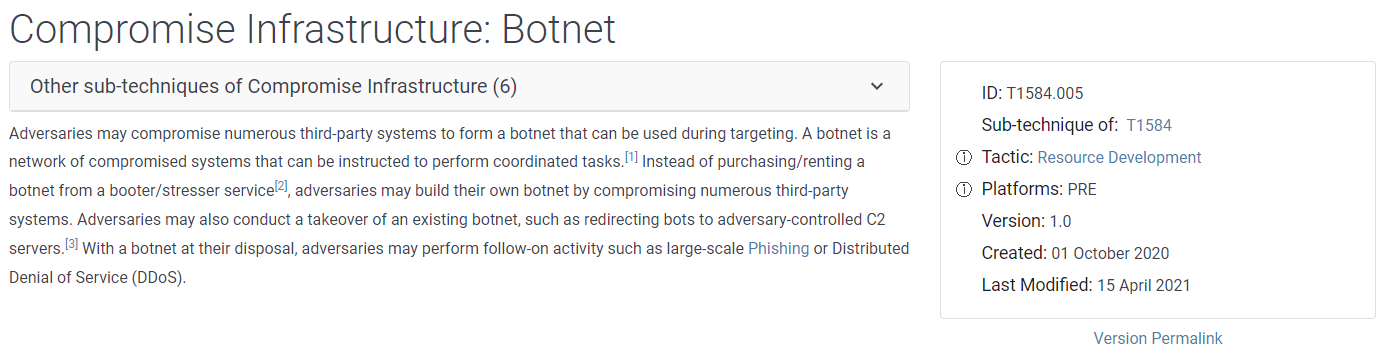 Compromise Infrastructure: Botnet
Other sub-techniques of Compromise Infrastructure (6)
Adversaries may compromise numerous third-party systems to form a botnet that can be used during targeting. A botnet is a
network of compromised systems that can be instructed to perform coordinated tasks.[1] Instead of purchasing/renting a
botnet from a booter/stresser service[2], adversaries may build their own botnet by compromising numerous third-party
systems. Adversaries may also conduct a takeover of an existing botnet, such as redirecting bots to adversary-controlled C2
servers.[3] With a botnet at their disposal, adversaries may perform follow-on activity such as large-scale Phishing or Distributed
Denial of Service (DDoS).
ID: T1584.005
Sub-technique of: T1584
Tactic: Resource Development
Platforms: PRE
Version: 1.0
Created: 01 October 2020
Last Modified: 15 April 2021
Version Permalink